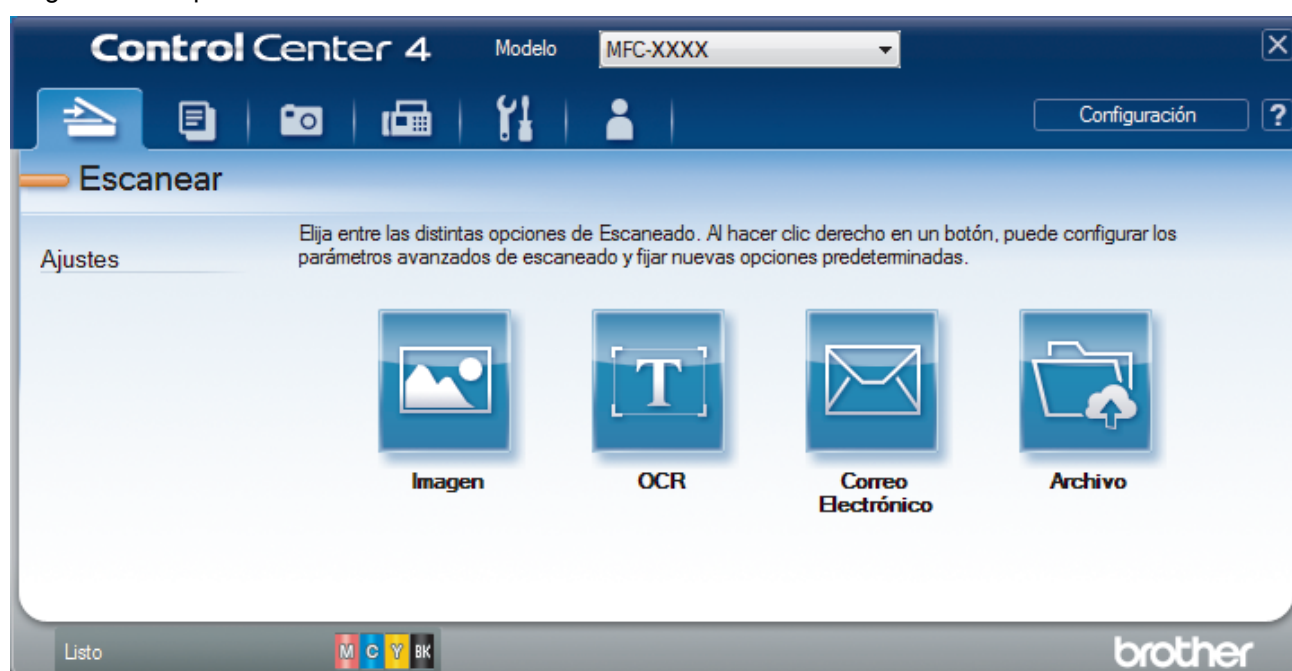 Control Center 4
Modelo
MFC-XXXX
Configuración
?
Escanear
Ajustes
Elija entre las distintas opciones de Escaneado. Al hacer clic derecho en un botón, puede configurar los
parámetros avanzados de escaneado y fijar nuevas opciones predeterminadas.
T
Imagen
OCR
Correo
Electrónico
Archivo
Listo
M C Y BK
brother